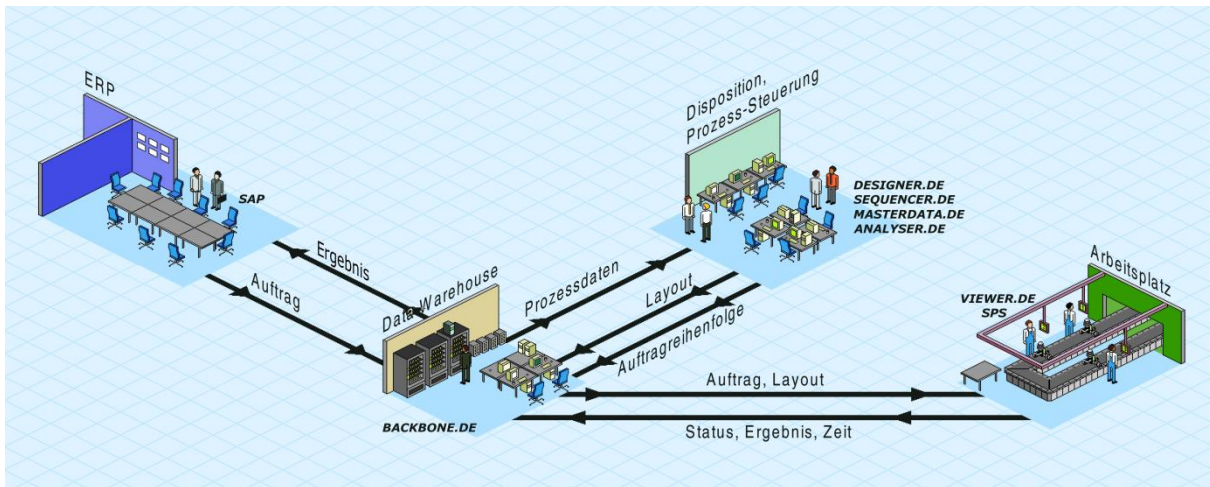 ERP
SAP
Ergebnis
Auftrag
Data Warehouse
BACKBONE.DE
Disposition,
Prozess-Steuerung
DESIGNER.DE
SEQUENCER.DE
MASTERDATA.DE
ANALYSER.DE
Prozessdaten
Layout
Auftragreihenfolge
Arbeitsplatz
VIEWER.DE
SPS
Auftrag, Layout
Status, Ergebnis, Zeit